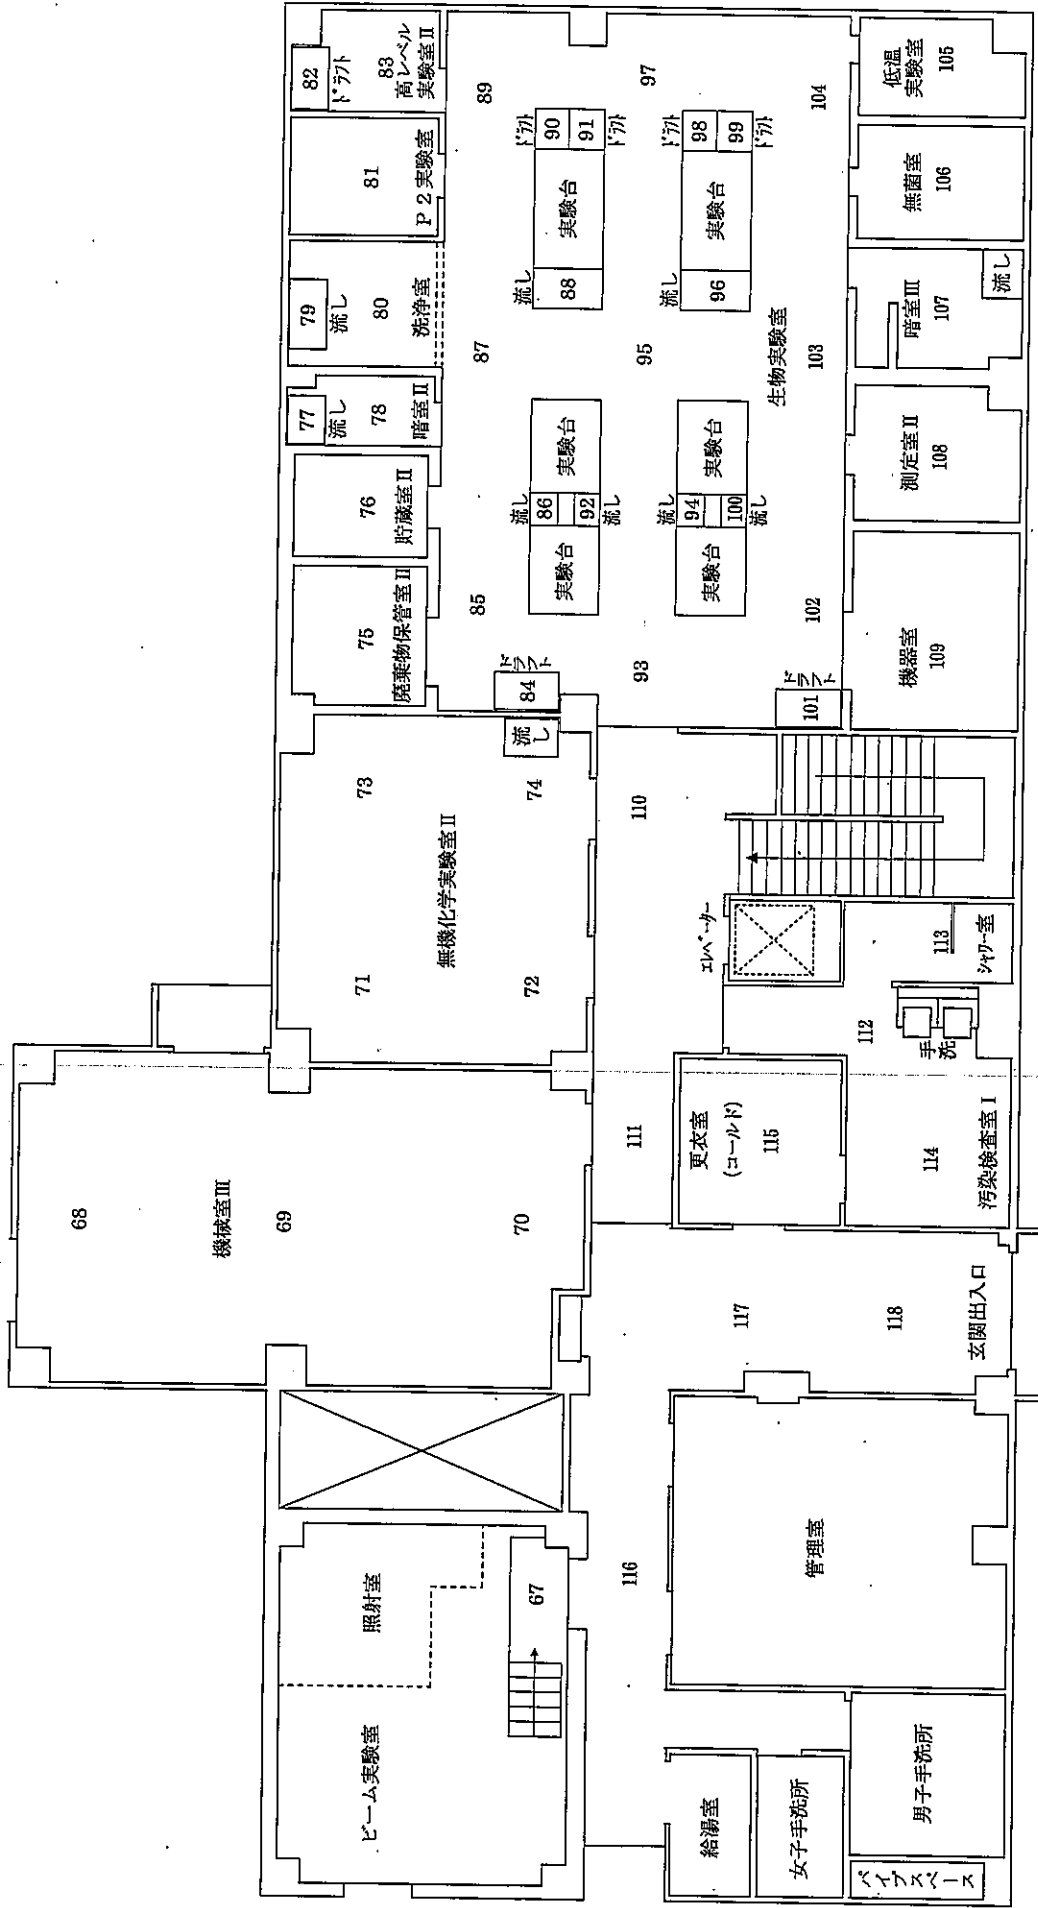 82
ドラフト
83
高レベル
実験室Ⅱ
81
P2実験室
79
流し
80
洗浄室
77
流し
78
暗室Ⅱ
76
貯蔵室Ⅱ
75
廃棄物保管室Ⅱ
73
71
無機化学実験室Ⅱ
流し
74
72
68
機械室Ⅲ
69
70
照射室
ビーム実験室
67
89
87
85
ドラフト
84
ドラフト
90
91
ドラフト
実験台
流し
88
実験台
流し
86
92
流し
実験台
97
95
93
ドラフト
98
99
ドラフト
実験台
流し
96
実験台
流し
94
100
流し
実験台
生物実験室
104
103
102
ドラフト
101
低温
実験室
105
無菌室
106
暗室Ⅲ
107
流し
測定室Ⅱ
108
機器室
109
110
エレベーター
113
シャワー室
112
手洗
111
更衣室
(コールド)
115
114
汚染検査室Ⅰ
117
118
玄関出入口
116
管理室
給湯室
女子手洗所
男子手洗所
パイプスペース